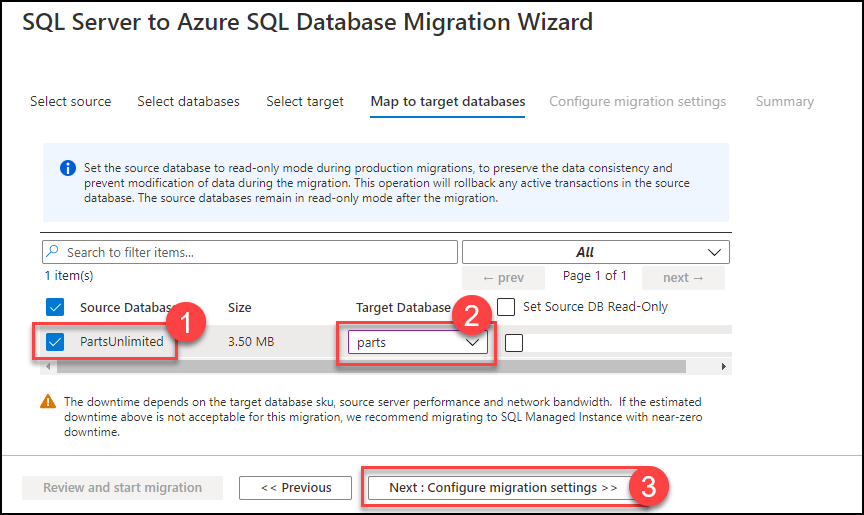 SQL Server to Azure SQL Database Migration Wizard
Select source Select databases Select target Map to target databases Configure migration settings Summary
Set the source database to read-only mode during production migrations, to preserve the data consistency and
prevent modification of data during the migration. This operation will rollback any active transactions in the source
database. The source databases remain in read-only mode after the migration.
Search to filter items... All
1 item(s) ← prev Page 1 of 1 next →
Source Databas Size Target Database Set Source DB Read-Only
1 2
PartsUnlimited 3.50 MB parts
The downtime depends on the target database sku, source server performance and network bandwidth. If the estimated
downtime above is not acceptable for this migration, we recommend migrating to SQL Managed Instance with near-zero
downtime.
Review and start migration << Previous Next : Configure migration settings >> 3